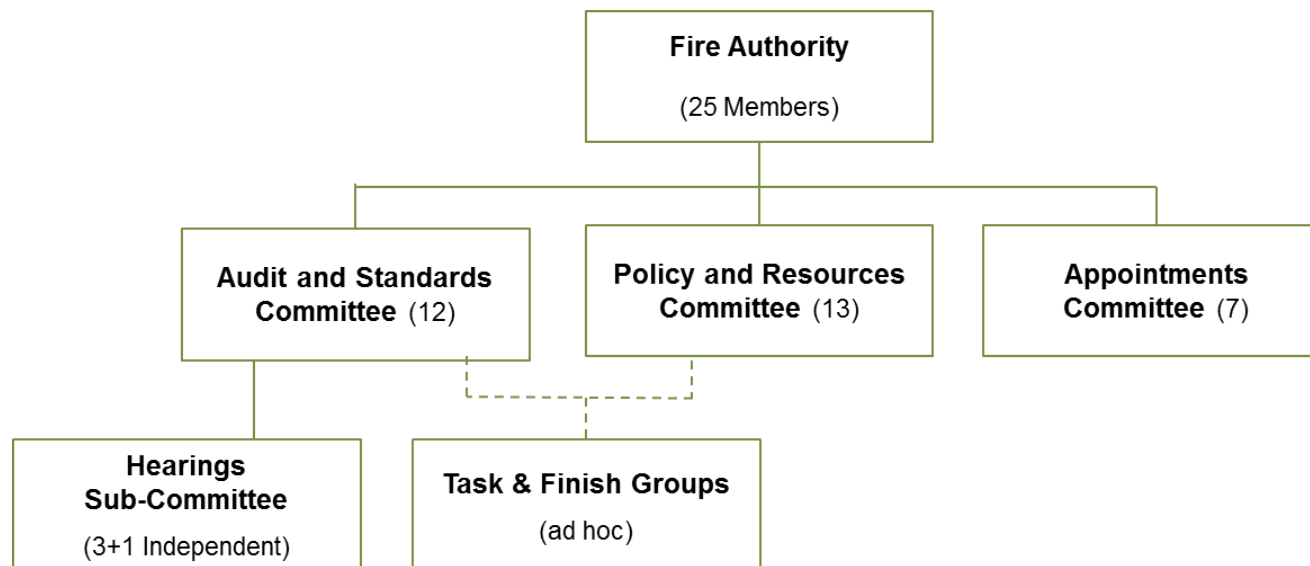 Fire Authority
(25 Members)
Audit and Standards
Committee (12)
Policy and Resources
Committee (13)
Appointments
Committee (7)
Hearings
Sub-Committee
(3+1 Independent)
Task & Finish Groups
(ad hoc)